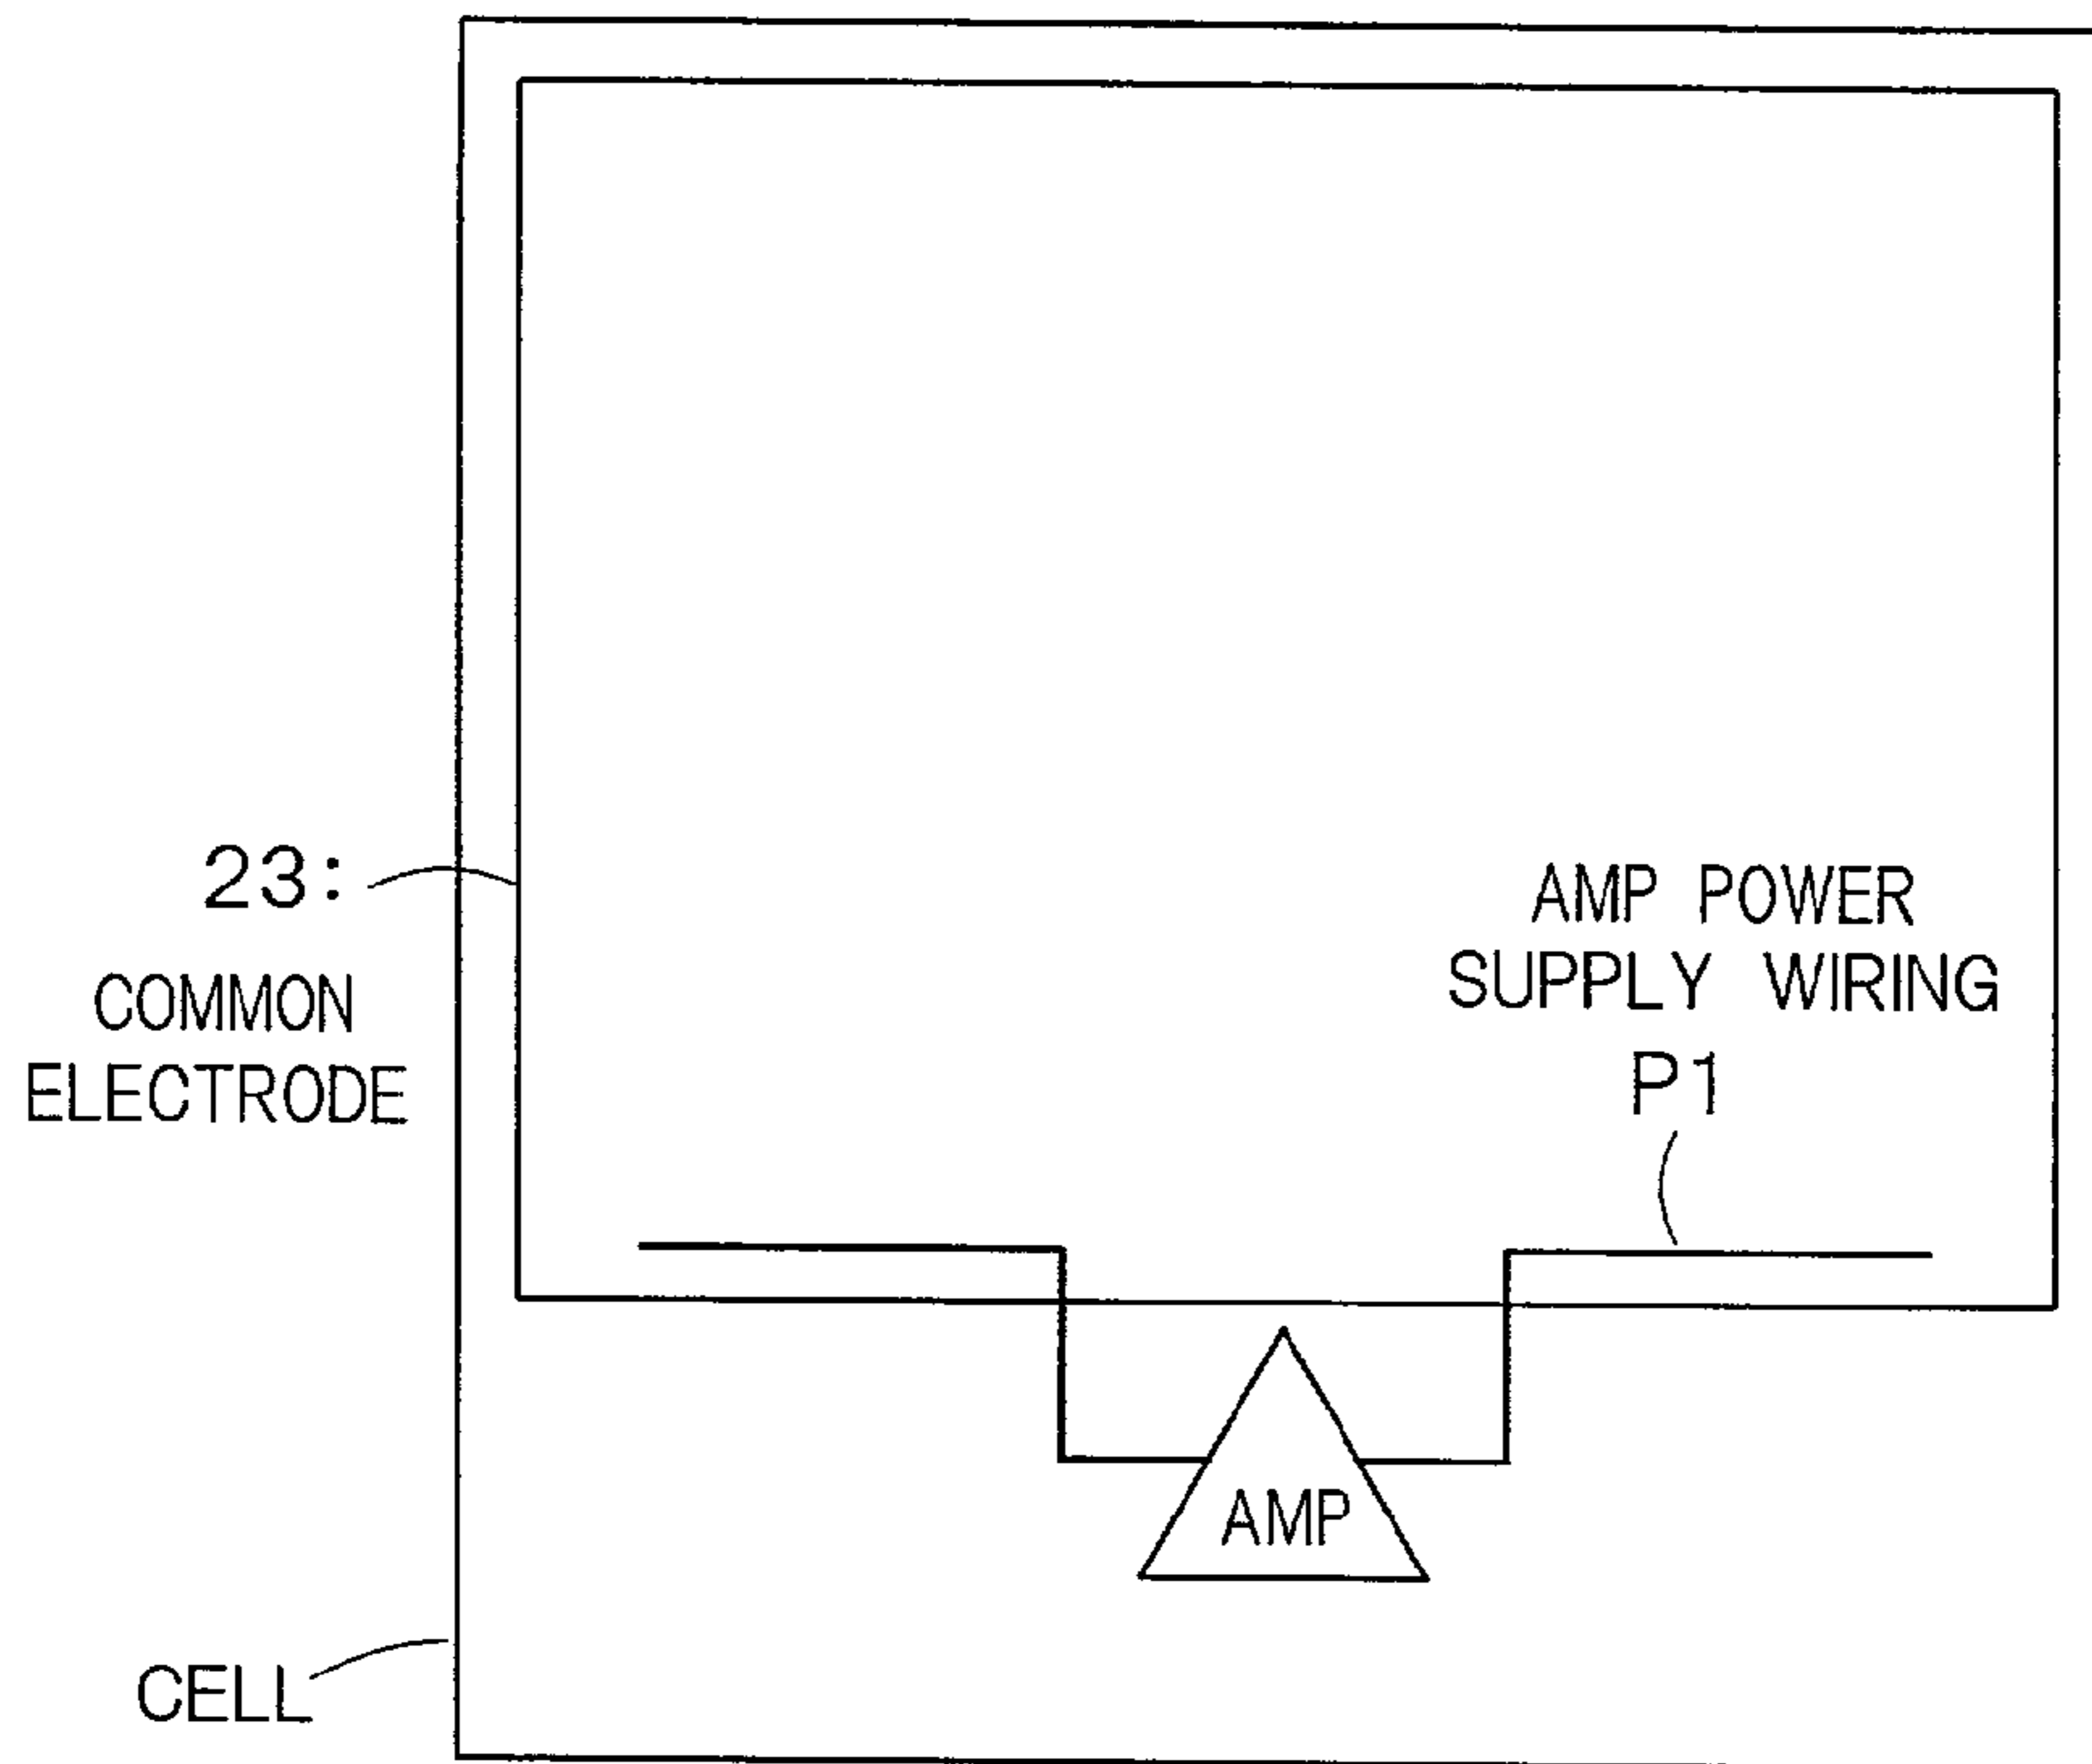 23:
COMMON
ELECTRODE
AMP POWER
SUPPLY WIRING
P1
AMP
CELL